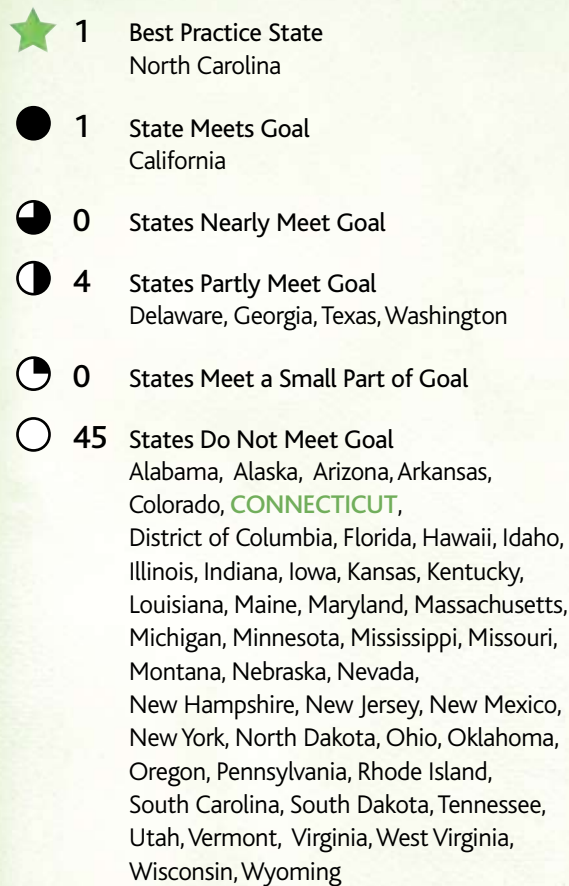 1 Best Practice State
North Carolina
1 State Meets Goal
California
0 States Nearly Meet Goal
4 States Partly Meet Goal
Delaware, Georgia, Texas, Washington
0 States Meet a Small Part of Goal
45 States Do Not Meet Goal
Alabama, Alaska, Arizona, Arkansas,
Colorado, CONNECTICUT,
District of Columbia, Florida, Hawaii, Idaho,
Illinois, Indiana, Iowa, Kansas, Kentucky,
Louisiana, Maine, Maryland, Massachusetts,
Michigan, Minnesota, Mississippi, Missouri,
Montana, Nebraska, Nevada,
New Hampshire, New Jersey, New Mexico,
New York, North Dakota, Ohio, Oklahoma,
Oregon, Pennsylvania, Rhode Island,
South Carolina, South Dakota, Tennessee,
Utah, Vermont, Virginia, West Virginia,
Wisconsin, Wyoming